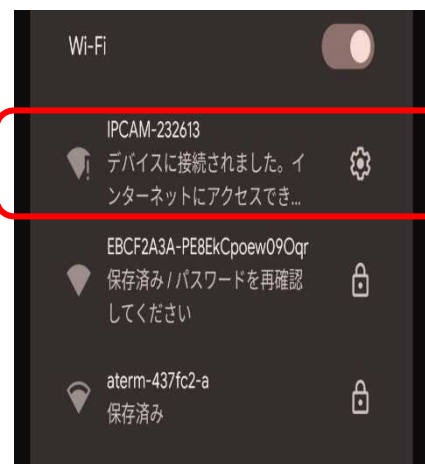 Wi-Fi
IPCAM-232613
デバイスに接続されました。イ
ンターネットにアクセスでき...
EBCF2A3A-PE8EkCpoew09Oqr
保存済み / パスワードを再確認
してください
aterm-437fc2-a
保存済み